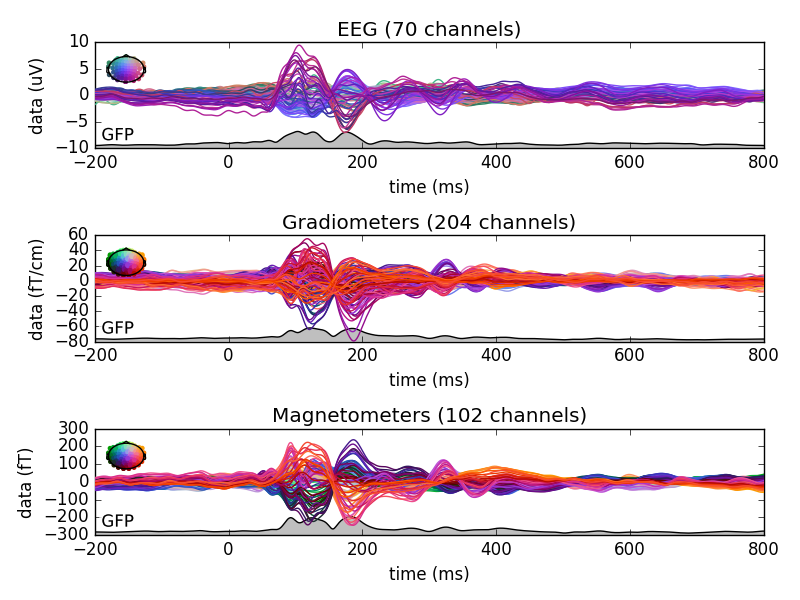 EEG (70 channels)
data (uV)
10
5
0
−5
−10
GFP
−200 0 200 400 600 800
time (ms)
Gradiometers (204 channels)
data (fT/cm)
60
40
20
0
−20
−40
−60
−80
GFP
−200 0 200 400 600 800
time (ms)
Magnetometers (102 channels)
data (fT)
300
200
100
0
−100
−200
−300
GFP
−200 0 200 400 600 800
time (ms)